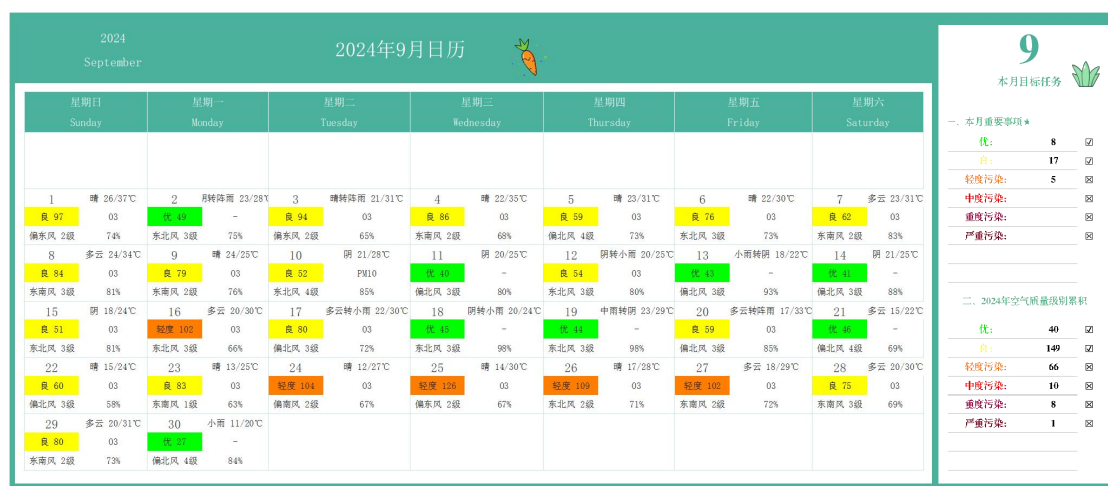 2024
September
2024年9月日历
星期日 星期一 星期二 星期三 星期四 星期五 星期六
Sunday Monday Tuesday Wednesday Thursday Friday Saturday
1 晴 26/37℃ 2 转阵雨 23/28℃ 3 晴转阵雨 21/31℃ 4 晴 22/35℃ 5 晴 23/31℃ 6 晴 22/30℃ 7 多云 23/31℃
良 97 O3 优 49 - 良 94 O3 良 86 O3 良 59 O3 良 76 O3 良 62 O3
偏东风 2级 74% 东北风 3级 75% 偏东风 2级 65% 东南风 2级 68% 偏北风 4级 73% 东北风 3级 73% 东南风 2级 83%
8 多云 24/34℃ 9 晴 24/25℃ 10 阴 21/28℃ 11 阴 20/25℃ 12 阴转小雨 20/25℃ 13 小雨转阴 18/22℃ 14 阴 21/25℃
良 84 O3 良 79 O3 良 52 PM10 优 40 - 良 54 O3 优 43 - 优 41 -
东南风 3级 81% 东南风 2级 76% 东北风 4级 85% 偏北风 3级 80% 东北风 3级 80% 偏北风 3级 93% 偏北风 3级 88%
15 阴 18/24℃ 16 多云 20/30℃ 17 多云转小雨 22/30℃ 18 阴转小雨 20/24℃ 19 中雨转阴 23/29℃ 20 多云转阵雨 17/33℃ 21 多云 15/22℃
良 51 O3 轻度 102 O3 良 80 O3 优 45 - 优 44 - 良 59 O3 优 46 -
东北风 3级 81% 东北风 3级 66% 偏北风 3级 72% 东北风 3级 98% 东北风 3级 98% 偏北风 3级 85% 偏北风 4级 69%
22 晴 15/24℃ 23 晴 13/25℃ 24 晴 12/27℃ 25 晴 14/30℃ 26 晴 17/28℃ 27 多云 18/29℃ 28 多云 20/30℃
良 60 O3 良 83 O3 轻度 104 O3 轻度 126 O3 轻度 109 O3 轻度 102 O3 良 75 O3
偏北风 3级 58% 东南风 1级 63% 偏南风 2级 67% 偏东风 2级 67% 东北风 2级 71% 东南风 2级 72% 东南风 3级 69%
29 多云 20/31℃ 30 小雨 11/20℃
良 80 O3 优 27 -
东南风 2级 73% 偏北风 4级 84%
9
本月目标任务
一、本月重要事项★
优: 8 ☑
良: 17 ☑
轻度污染: 5 ☒
中度污染: ☒
重度污染: ☒
严重污染: ☒
二、2024年空气质量级别累积
优: 40 ☑
良: 149 ☑
轻度污染: 66 ☒
中度污染: 10 ☒
重度污染: 8 ☒
严重污染: 1 ☒